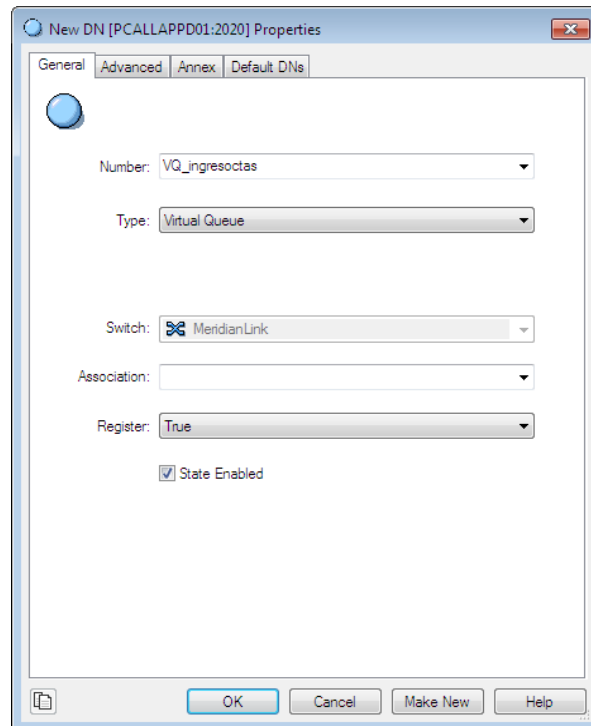 New DN [PCALLAPPD01:2020] Properties
General Advanced Annex Default DNs
Number: VQ_ingresoctas
Type: Virtual Queue
Switch: MeridianLink
Association:
Register: True
State Enabled
OK Cancel Make New Help